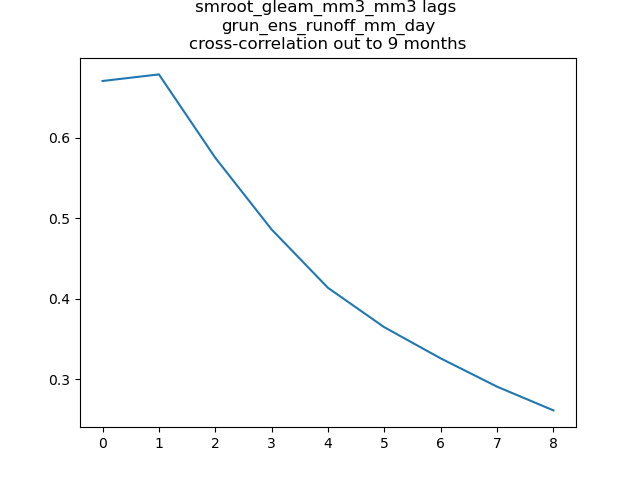 smroot_gleam_mm3_mm3 lags
grun_ens_runoff_mm_day
cross-correlation out to 9 months
0.6
0.5
0.4
0.3
0 1 2 3 4 5 6 7 8